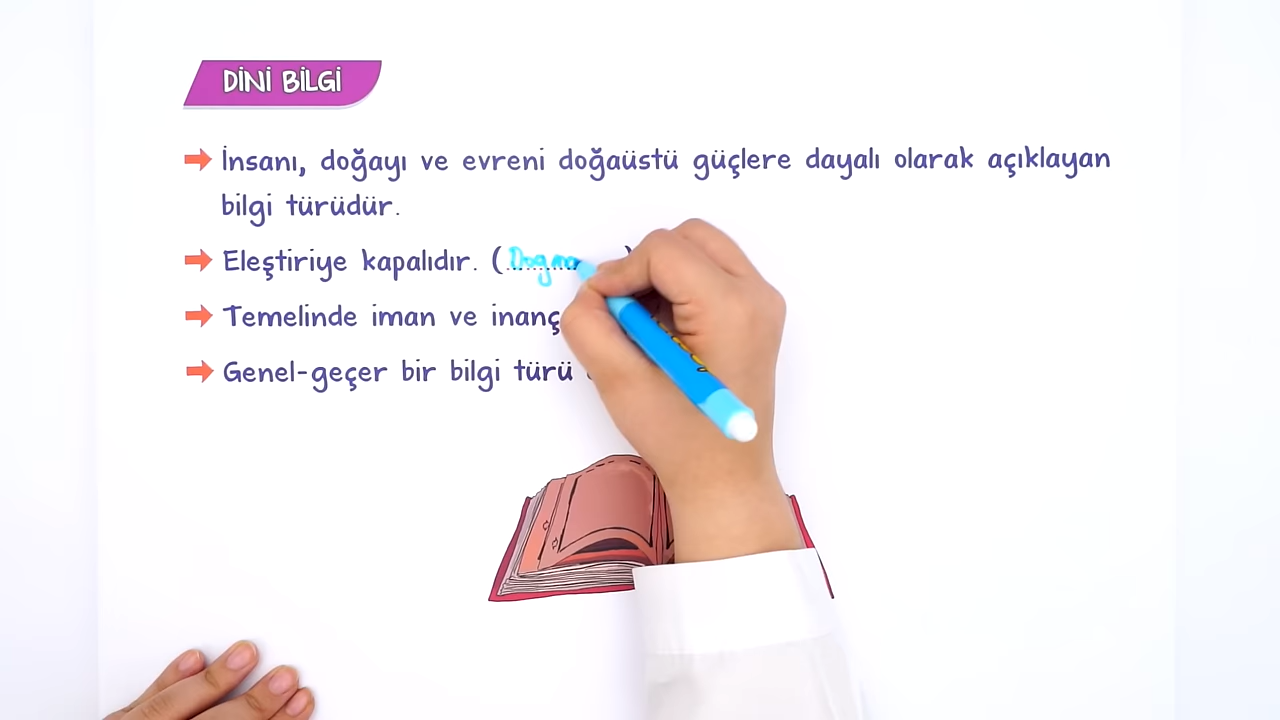 DİNİ BİLGİ
İnsanı, doğayı ve evreni doğaüstü güçlere dayalı olarak açıklayan
bilgi türüdür.
Eleştiriye kapalıdır. (Dogma
Temelinde iman ve inanç
Genel-geçer bir bilgi türü